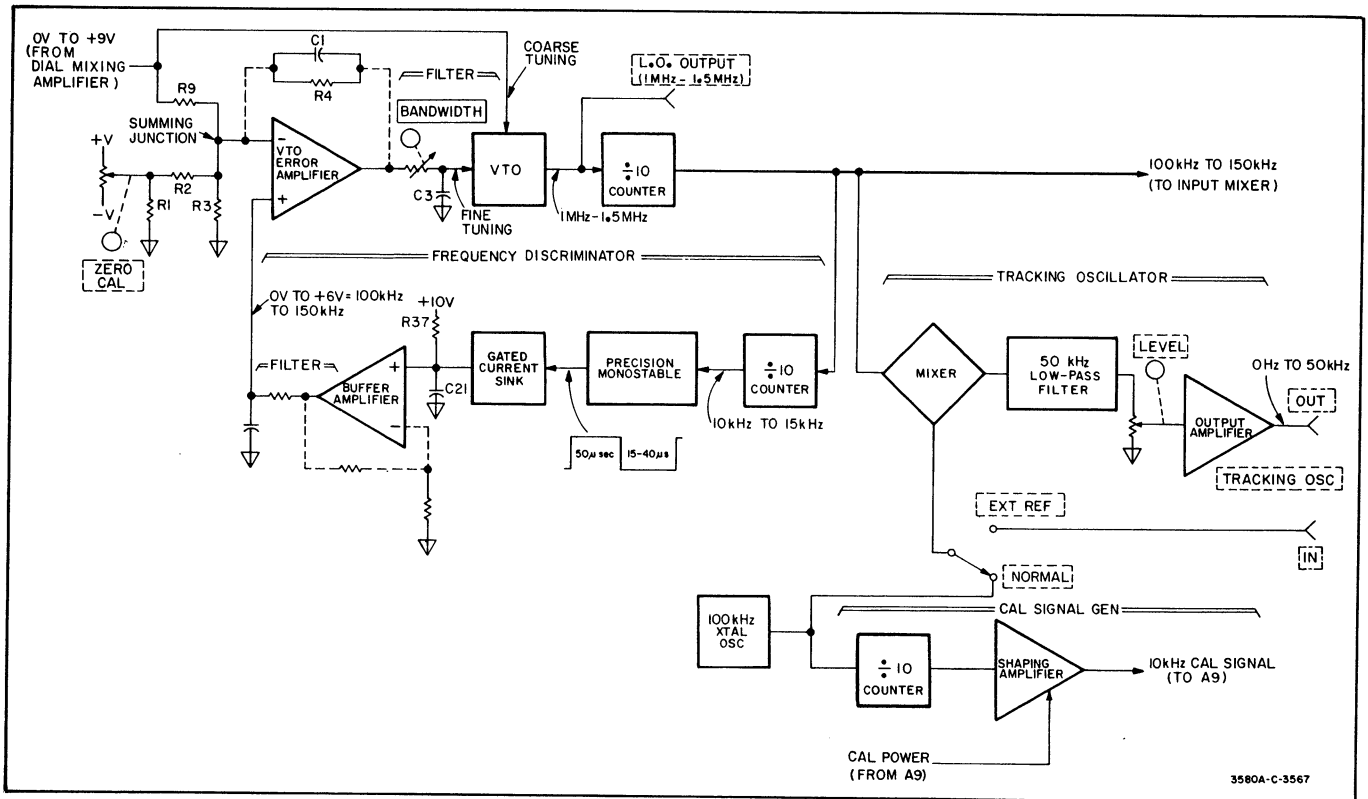 0V TO +9V
(FROM
DIAL MIXING
AMPLIFIER)
R9
SUMMING
JUNCTION
+V
-V
R1
R2
R3
ZERO
CAL
C1
R4
-
VTO
ERROR
AMPLIFIER
+
FILTER
BANDWIDTH
C3
FINE
TUNING
COARSE
TUNING
VTO
1MHz-1.5MHz
L.O. OUTPUT
(1MHz-1.5MHz)
÷10
COUNTER
100kHz TO 150kHz
(TO INPUT MIXER)
FREQUENCY DISCRIMINATOR
0V TO +6V=100kHz
TO 150kHz
FILTER
BUFFER
AMPLIFIER
+
-
+10V
R37
C21
GATED
CURRENT
SINK
PRECISION
MONOSTABLE
÷10
COUNTER
50µsec
15-40µs
10kHz TO 15kHz
TRACKING OSCILLATOR
MIXER
50 kHz
LOW-PASS
FILTER
LEVEL
OUTPUT
AMPLIFIER
0Hz TO 50kHz
OUT
TRACKING OSC
EXT REF
IN
NORMAL
100kHz
XTAL
OSC
CAL SIGNAL GEN
÷10
COUNTER
SHAPING
AMPLIFIER
10kHz CAL SIGNAL
(TO A9)
CAL POWER
(FROM A9)
3580A-C-3567